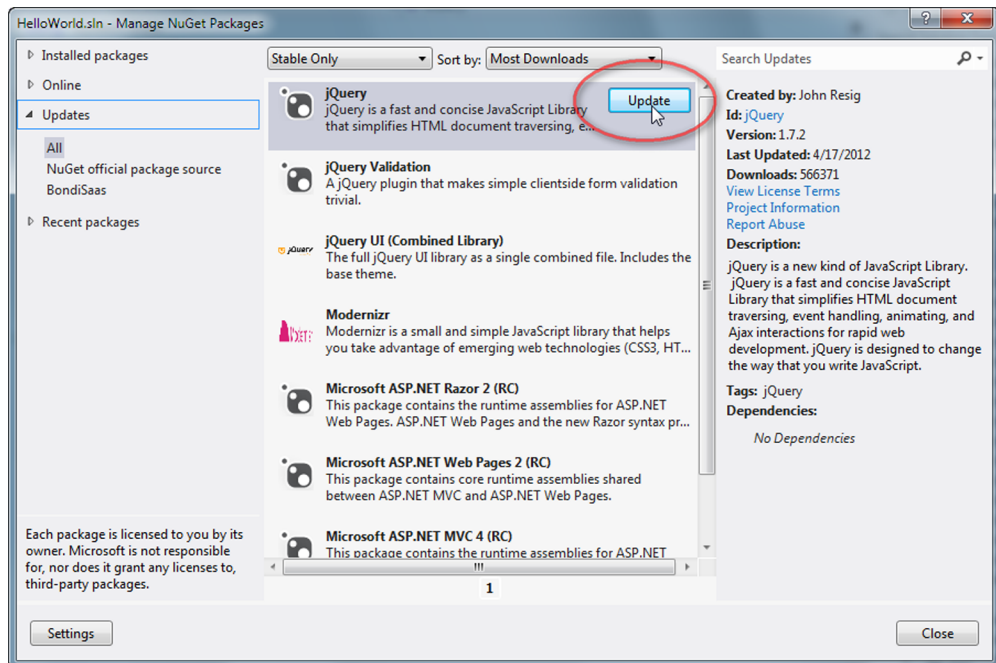 HelloWorld.sln - Manage NuGet Packages
?
Installed packages
Online
Updates
All
NuGet official package source
BondiSaas
Recent packages
Each package is licensed to you by its
owner. Microsoft is not responsible
for, nor does it grant any licenses to,
third-party packages.
Settings
Stable Only
Sort by:
Most Downloads
jQuery
Update
jQuery is a fast and concise JavaScript Library
that simplifies HTML document traversing, e...
jQuery Validation
A jQuery plugin that makes simple clientside form validation
trivial.
jQuery
jQuery UI (Combined Library)
The full jQuery UI library as a single combined file. Includes the
base theme.
Modernizr
Modernizr is a small and simple JavaScript library that helps
you take advantage of emerging web technologies (CSS3, HT...
Microsoft ASP.NET Razor 2 (RC)
This package contains the runtime assemblies for ASP.NET
Web Pages. ASP.NET Web Pages and the new Razor syntax pr...
Microsoft ASP.NET Web Pages 2 (RC)
This package contains core runtime assemblies shared
between ASP.NET MVC and ASP.NET Web Pages.
Microsoft ASP.NET MVC 4 (RC)
This package contains the runtime assemblies for ASP.NET
1
Search Updates
Created by: John Resig
Id: jQuery
Version: 1.7.2
Last Updated: 4/17/2012
Downloads: 566371
View License Terms
Project Information
Report Abuse
Description:
jQuery is a new kind of JavaScript Library.
jQuery is a fast and concise JavaScript
Library that simplifies HTML document
traversing, event handling, animating, and
Ajax interactions for rapid web
development. jQuery is designed to change
the way that you write JavaScript.
Tags: jQuery
Dependencies:
No Dependencies
Close